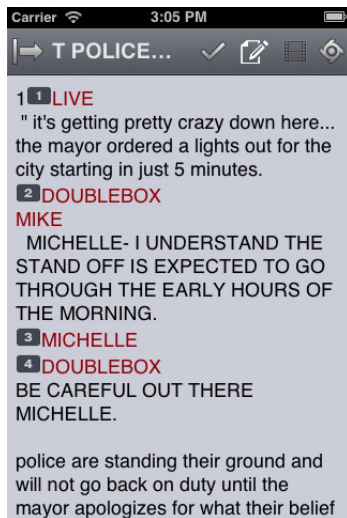 Carrier 3:05 PM
T POLICE...
1 1 LIVE
" it's getting pretty crazy down here...
the mayor ordered a lights out for the
city starting in just 5 minutes.
2 DOUBLEBOX
MIKE
MICHELLE- I UNDERSTAND THE
STAND OFF IS EXPECTED TO GO
THROUGH THE EARLY HOURS OF
THE MORNING.
3 MICHELLE
4 DOUBLEBOX
BE CAREFUL OUT THERE
MICHELLE.
police are standing their ground and
will not go back on duty until the
mayor apologizes for what their belief